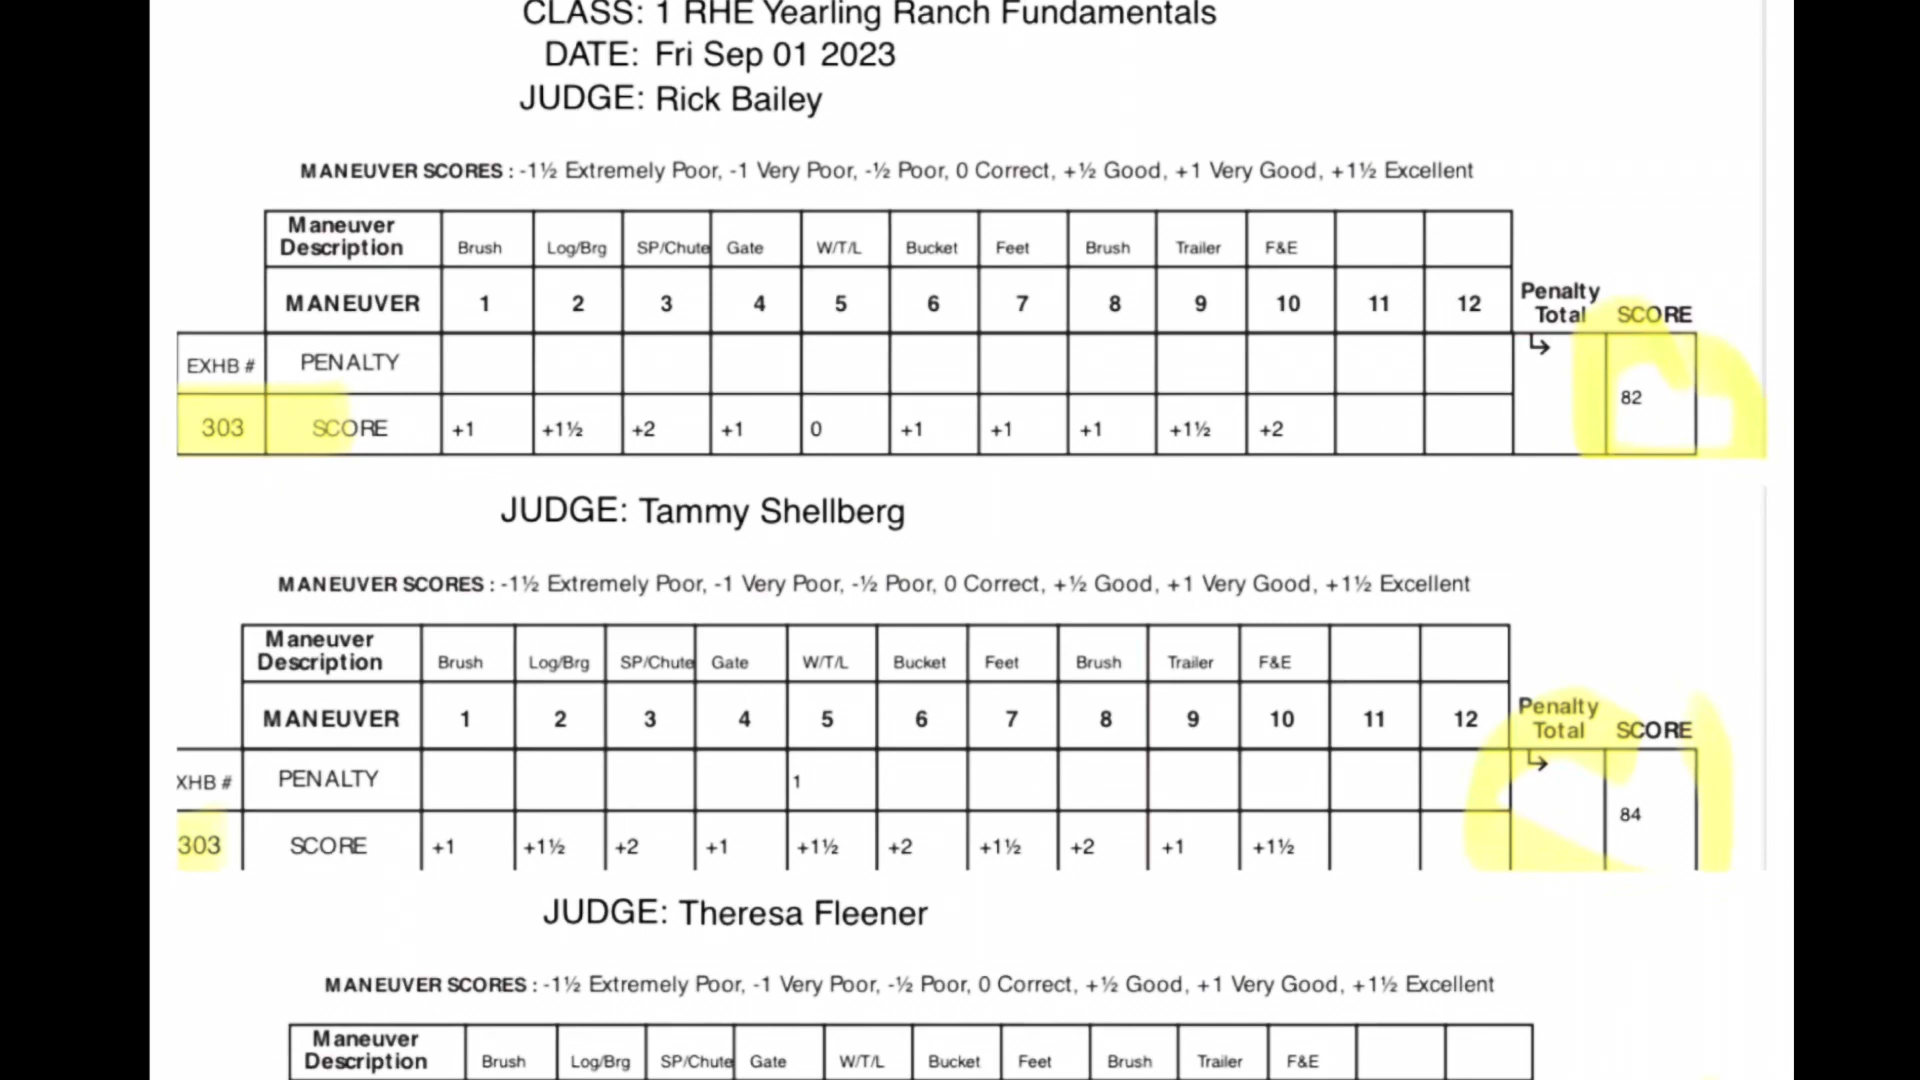 CLASS: 1 RHE Yearling Ranch Fundamentals
DATE: Fri Sep 01 2023
JUDGE: Rick Bailey
MANEUVER SCORES : -1½ Extremely Poor, -1 Very Poor, -½ Poor, 0 Correct, +½ Good, +1 Very Good, +1½ Excellent
Maneuver Description Brush Log/Brg SP/Chute Gate W/T/L Bucket Feet Brush Trailer F&E
MANEUVER 1 2 3 4 5 6 7 8 9 10 11 12 Penalty Total SCORE
EXHB # PENALTY ↳ 82
303 SCORE +1 +1½ +2 +1 0 +1 +1 +1 +1½ +2
JUDGE: Tammy Shellberg
MANEUVER SCORES : -1½ Extremely Poor, -1 Very Poor, -½ Poor, 0 Correct, +½ Good, +1 Very Good, +1½ Excellent
Maneuver Description Brush Log/Brg SP/Chute Gate W/T/L Bucket Feet Brush Trailer F&E
MANEUVER 1 2 3 4 5 6 7 8 9 10 11 12 Penalty Total SCORE
XHB # PENALTY 1 ↳ 84
303 SCORE +1 +1½ +2 +1 +1½ +2 +1½ +2 +1 +1½
JUDGE: Theresa Fleener
MANEUVER SCORES : -1½ Extremely Poor, -1 Very Poor, -½ Poor, 0 Correct, +½ Good, +1 Very Good, +1½ Excellent
Maneuver Description Brush Log/Brg SP/Chute Gate W/T/L Bucket Feet Brush Trailer F&E